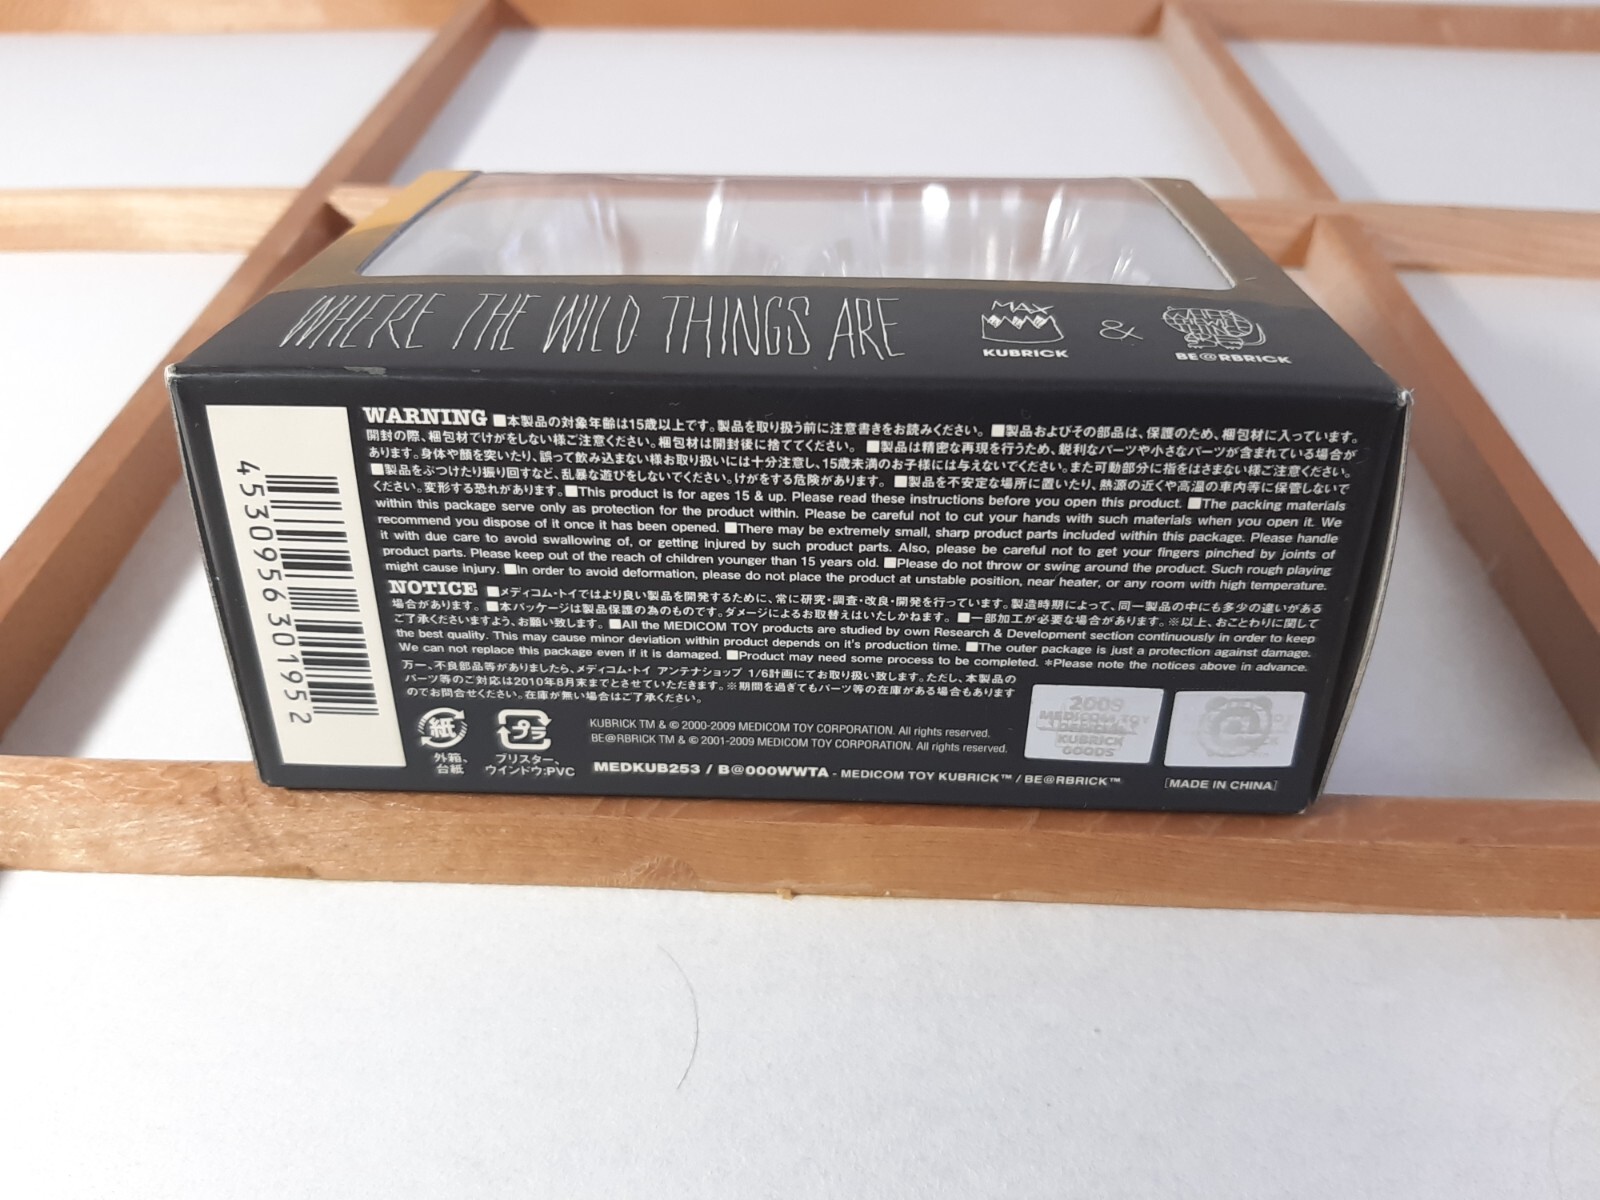 WHERE THE WILD THINGS ARE
MAX
KUBRICK
&
BE@RBRICK
WARNING ■本製品の対象年齢は15歳以上です。製品を取り扱う前に注意書きをお読みください。 ■製品およびその部品は、保護のため、梱包材に入っています。
開封の際、梱包材でけがをしない様ご注意ください。梱包材は開封後に捨ててください。 ■製品は精密な再現を行うため、鋭利なパーツや小さなパーツが含まれている場合が
あります。身体や顔を突いたり、誤って飲み込まない様お取り扱いには十分注意し、15歳未満のお子様には与えないでください。また可動部分に指をはさまない様ご注意ください。
■製品をぶつけたり振り回すなど、乱暴な遊びをしないでください。けがをする危険があります。 ■製品を不安定な場所に置いたり、熱源の近くや高温の車内等に保管しないで
ください。変形する恐れがあります。■This product is for ages 15 & up. Please read these instructions before you open this product. ■The packing materials
within this package serve only as protection for the product within. Please be careful not to cut your hands with such materials when you open it. We
recommend you dispose of it once it has been opened. ■There may be extremely small, sharp product parts included within this package. Please handle
it with due care to avoid swallowing of, or getting injured by such product parts. Also, please be careful not to get your fingers pinched by joints of
product parts. Please keep out of the reach of children younger than 15 years old. ■Please do not throw or swing around the product. Such rough playing
might cause injury. ■In order to avoid deformation, please do not place the product at unstable position, near heater, or any room with high temperature.
NOTICE ■メディコム・トイではより良い製品を開発するために、常に研究・調査・改良・開発を行っています。製造時期によって、同一製品の中にも多少の違いがある
場合があります。 ■本パッケージは製品保護の為のものです。ダメージによるお取替えはいたしかねます。 ■一部加工が必要な場合があります。※以上、おことわりに関して
ご了承くださいますよう、お願い致します。 ■All the MEDICOM TOY products are studied by own Research & Development section continuously in order to keep
the best quality. This may cause minor deviation within product depends on it's production time. ■The outer package is just a protection against damage.
We can not replace this package even if it is damaged. ■Product may need some process to be completed. *Please note the notices above in advance.
万一、不良部品等がありましたら、メディコム・トイ アンテナショップ 1/6計画にてお取り扱い致します。ただし、本製品の
パーツ等のご対応は2010年8月末までとさせていただきます。※期間を過ぎてもパーツ等の在庫がある場合もあります
のでお問合せください。在庫が無い場合はご了承ください。
紙
外箱、
台紙
プラ
ブリスター、
ウインドウ:PVC
KUBRICK TM & © 2000-2009 MEDICOM TOY CORPORATION. All rights reserved.
BE@RBRICK TM & © 2001-2009 MEDICOM TOY CORPORATION. All rights reserved.
MEDKUB253 / B@000WWTA - MEDICOM TOY KUBRICK™ / BE@RBRICK™
2009
MEDICOM TOY
KUBRICK
GOODS
[MADE IN CHINA]
4 530956 301952